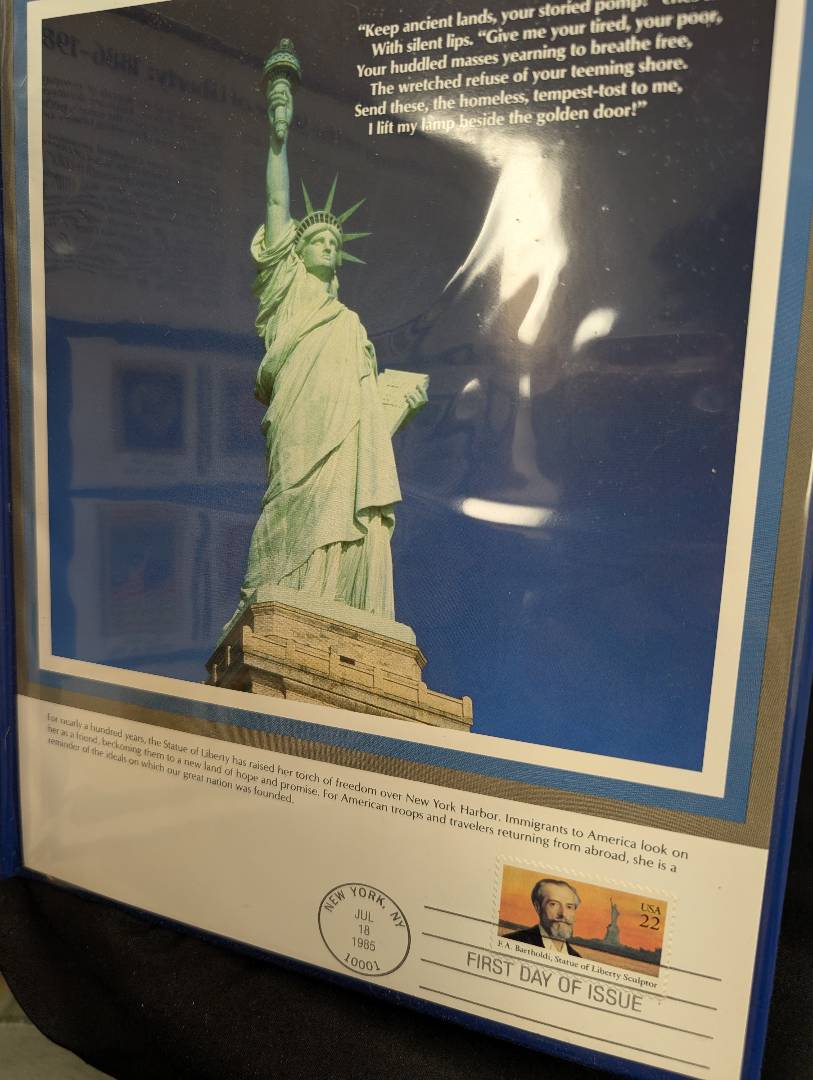 “Keep ancient lands, your storied pomp!”
With silent lips. “Give me your tired, your poor,
Your huddled masses yearning to breathe free,
The wretched refuse of your teeming shore.
Send these, the homeless, tempest-tost to me,
I lift my lamp beside the golden door!”
For nearly a hundred years, the Statue of Liberty has raised her torch of freedom over New York Harbor. Immigrants to America look on
her as a friend, beckoning them to a new land of hope and promise. For American troops and travelers returning from abroad, she is a
reminder of the ideals on which our great nation was founded.
NEW YORK, NY
JUL
18
1985
10001
USA
22
F.A. Bartholdi, Statue of Liberty Sculptor
FIRST DAY OF ISSUE